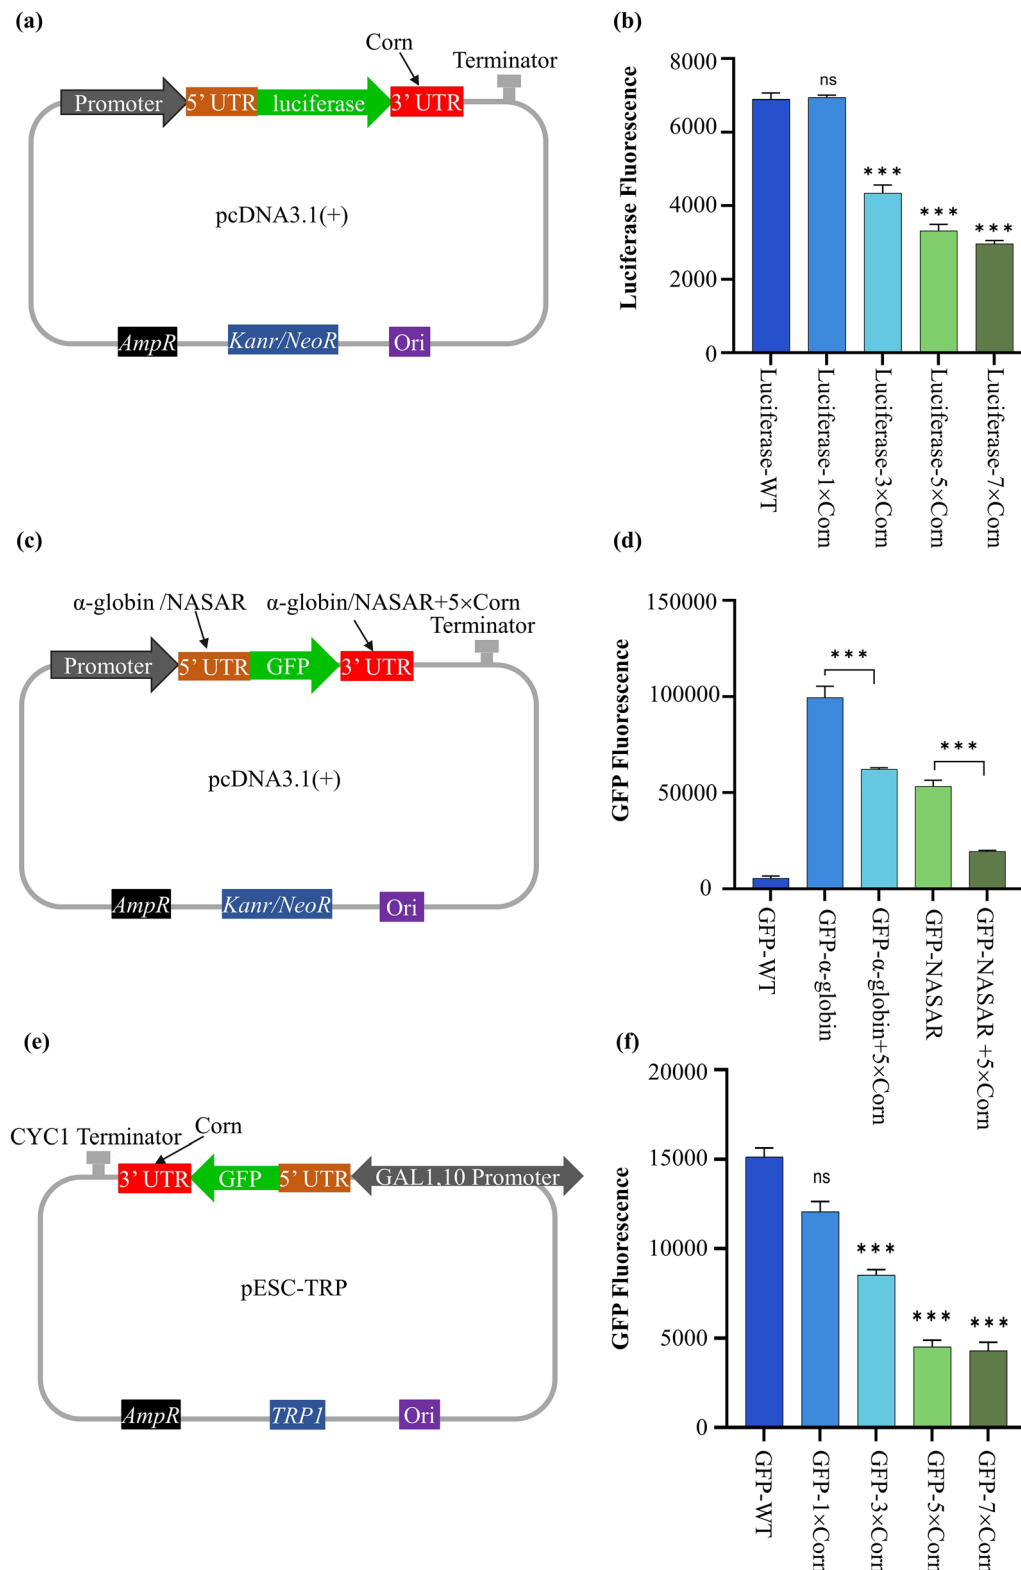 (a)
Corn
Terminator
Promoter
5’ UTR
luciferase
3’ UTR
pcDNA3.1(+)
AmpR
Kanr/NeoR
Ori
(b)
Luciferase Fluorescence
8000
6000
4000
2000
0
ns
***
***
***
Luciferase-WT
Luciferase-1×Corn
Luciferase-3×Corn
Luciferase-5×Corn
Luciferase-7×Corn
(c)
α-globin /NASAR
α-globin/NASAR+5×Corn
Terminator
Promoter
5’ UTR
GFP
3’ UTR
pcDNA3.1(+)
AmpR
Kanr/NeoR
Ori
(d)
GFP Fluorescence
150000
100000
50000
0
***
***
GFP-WT
GFP-α-globin
GFP-α-globin+5×Corn
GFP-NASAR
GFP-NASAR +5×Corn
(e)
CYC1 Terminator
Corn
3’ UTR
GFP
5’ UTR
GAL1,10 Promoter
pESC-TRP
AmpR
TRP1
Ori
(f)
GFP Fluorescence
20000
15000
10000
5000
0
ns
***
***
***
GFP-WT
GFP-1×Corn
GFP-3×Corn
GFP-5×Corn
GFP-7×Corn